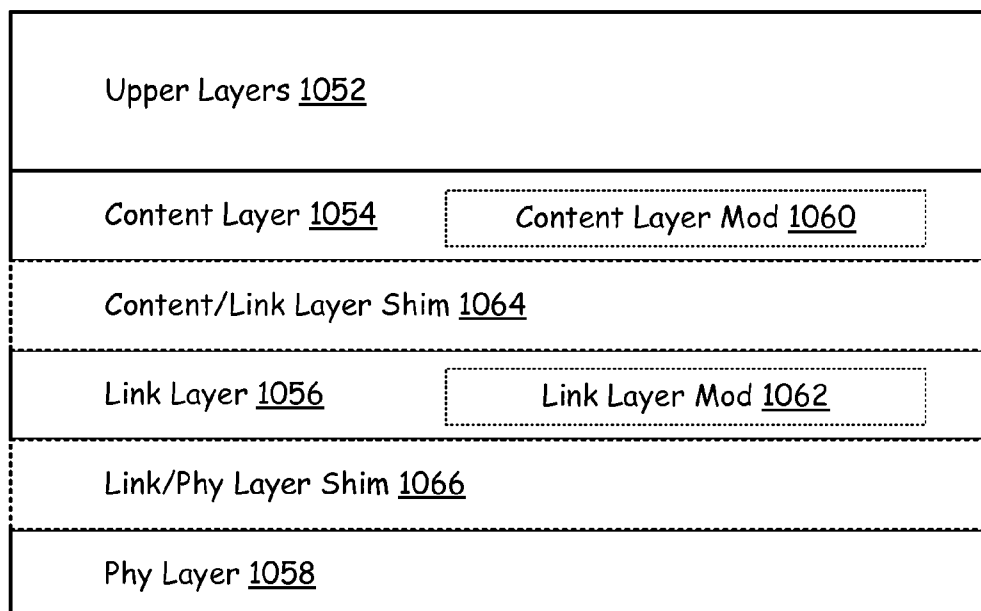 Upper Layers 1052
Content Layer 1054 Content Layer Mod 1060
Content/Link Layer Shim 1064
Link Layer 1056 Link Layer Mod 1062
Link/Phy Layer Shim 1066
Phy Layer 1058